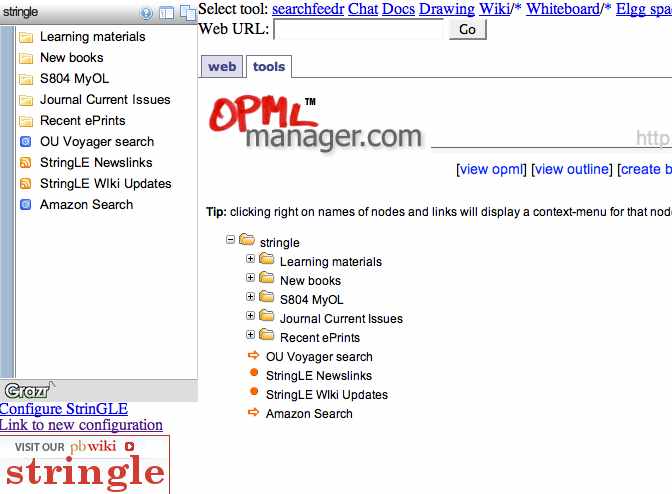 stringle
Learning materials
New books
S804 MyOL
Journal Current Issues
Recent ePrints
OU Voyager search
StringLE Newslinks
StringLE WIki Updates
Amazon Search
Grazr
Configure StrinGLE
Link to new configuration
VISIT OUR pbwiki
stringle
Select tool: searchfeedr Chat Docs Drawing Wiki/* Whiteboard/* Elgg spa
Web URL: Go
web tools
OPML™
manager.com http
[view opml] [view outline] [create b
Tip: clicking right on names of nodes and links will display a context-menu for that nod
stringle
Learning materials
New books
S804 MyOL
Journal Current Issues
Recent ePrints
OU Voyager search
StringLE Newslinks
StringLE WIki Updates
Amazon Search